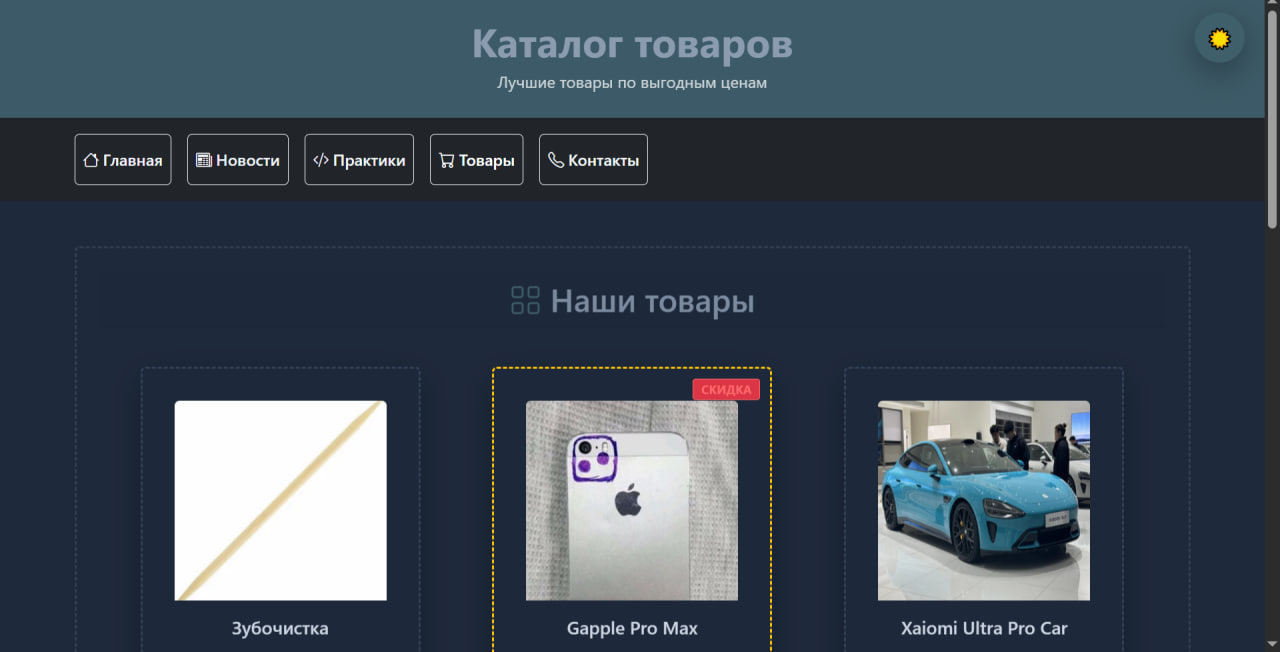 Каталог товаров
Лучшие товары по выгодным ценам
Главная
Новости
Практики
Товары
Контакты
Наши товары
СКИДКА
Зубочистка
Gapple Pro Max
Xaiomi Ultra Pro Car